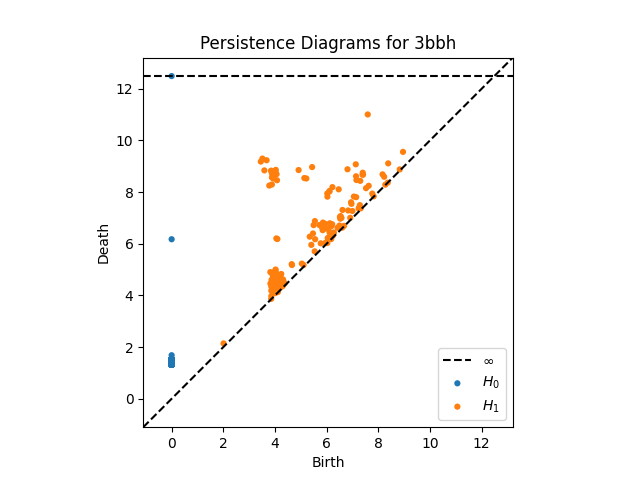 Persistence Diagrams for 3bbh
Death
12
10
8
6
4
2
0
∞
H₀
H₁
0 2 4 6 8 10 12
Birth